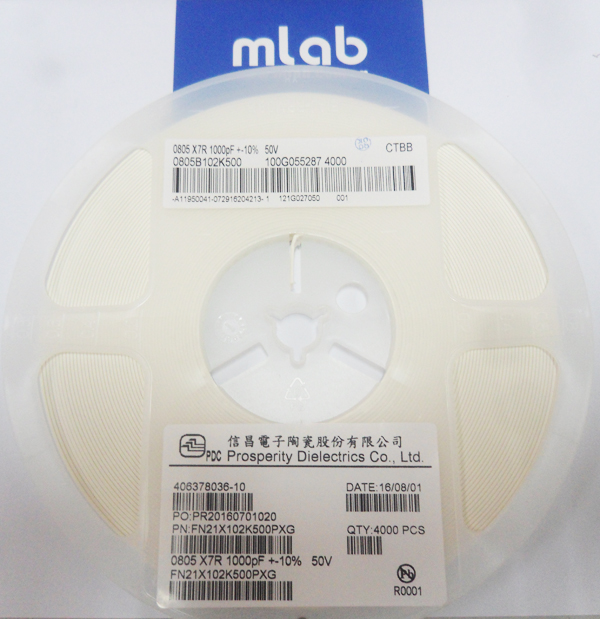 mlab
0805 X7R 1000pF +-10% 50V
CTBB
0805B102K500 100G055287 4000
-A11950041-072916204213- 1 121G027050 001
信昌電子陶瓷股份有限公司
PDC Prosperity Dielectrics Co., Ltd.
406378036-10 DATE:16/08/01
PO:PR20160701020
PN:FN21X102K500PXG QTY:4000 PCS
0805 X7R 1000pF +-10% 50V
FN21X102K500PXG
Pb
R0001